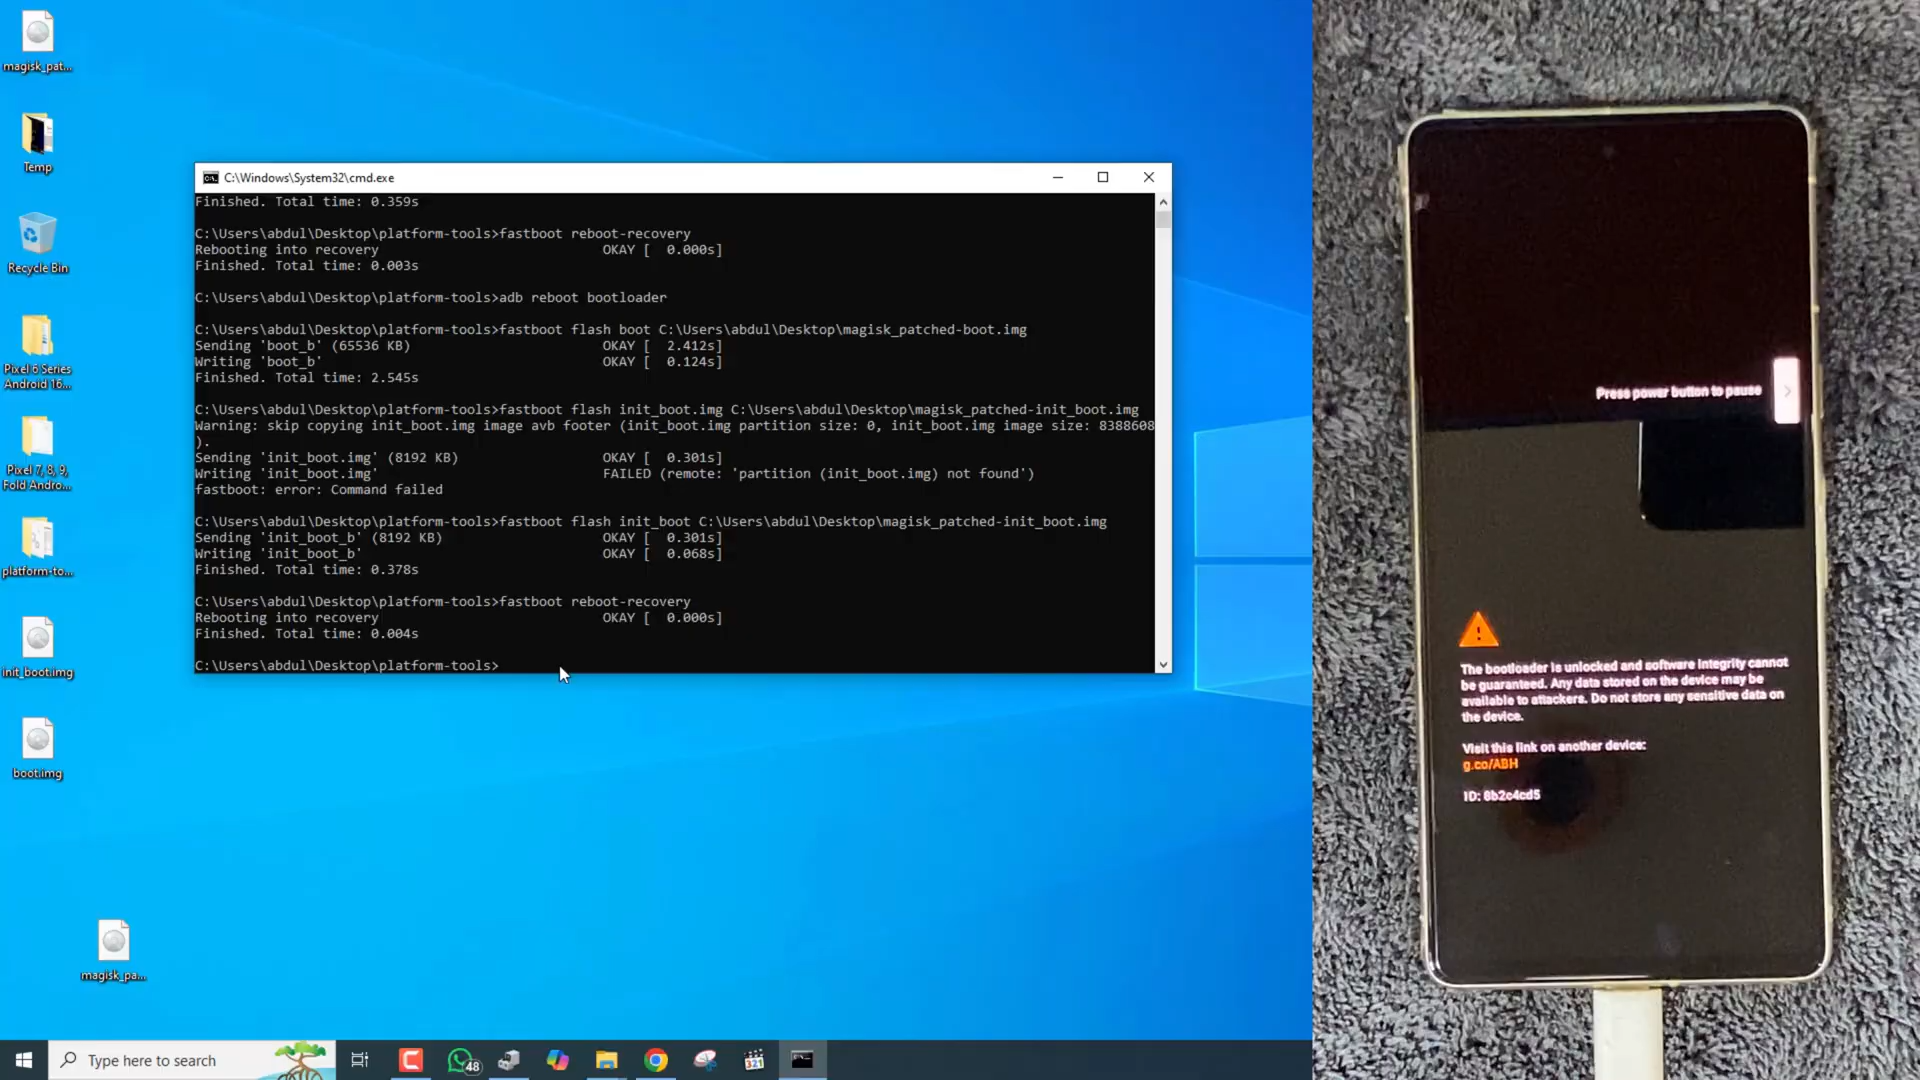 magisk_pat...
Temp
Recycle Bin
Pixel 6 Series
Android 16...
Pixel 7, 8, 9,
Fold Andro...
platform-to...
init_boot.img
boot.img
magisk_pa...
C:\Windows\System32\cmd.exe
Finished. Total time: 0.359s
C:\Users\abdul\Desktop\platform-tools>fastboot reboot-recovery
Rebooting into recovery OKAY [ 0.000s]
Finished. Total time: 0.003s
C:\Users\abdul\Desktop\platform-tools>adb reboot bootloader
C:\Users\abdul\Desktop\platform-tools>fastboot flash boot C:\Users\abdul\Desktop\magisk_patched-boot.img
Sending 'boot_b' (65536 KB) OKAY [ 2.412s]
Writing 'boot_b' OKAY [ 0.124s]
Finished. Total time: 2.545s
C:\Users\abdul\Desktop\platform-tools>fastboot flash init_boot.img C:\Users\abdul\Desktop\magisk_patched-init_boot.img
Warning: skip copying init_boot.img image avb footer (init_boot.img partition size: 0, init_boot.img image size: 8388608
).
Sending 'init_boot.img' (8192 KB) OKAY [ 0.301s]
Writing 'init_boot.img' FAILED (remote: 'partition (init_boot.img) not found')
fastboot: error: Command failed
C:\Users\abdul\Desktop\platform-tools>fastboot flash init_boot C:\Users\abdul\Desktop\magisk_patched-init_boot.img
Sending 'init_boot_b' (8192 KB) OKAY [ 0.301s]
Writing 'init_boot_b' OKAY [ 0.068s]
Finished. Total time: 0.378s
C:\Users\abdul\Desktop\platform-tools>fastboot reboot-recovery
Rebooting into recovery OKAY [ 0.000s]
Finished. Total time: 0.004s
C:\Users\abdul\Desktop\platform-tools>
Type here to search
48
321
Press power button to pause
The bootloader is unlocked and software integrity cannot
be guaranteed. Any data stored on the device may be
available to attackers. Do not store any sensitive data on
the device.
Visit this link on another device:
g.co/ABH
ID: 8b2c4cd5